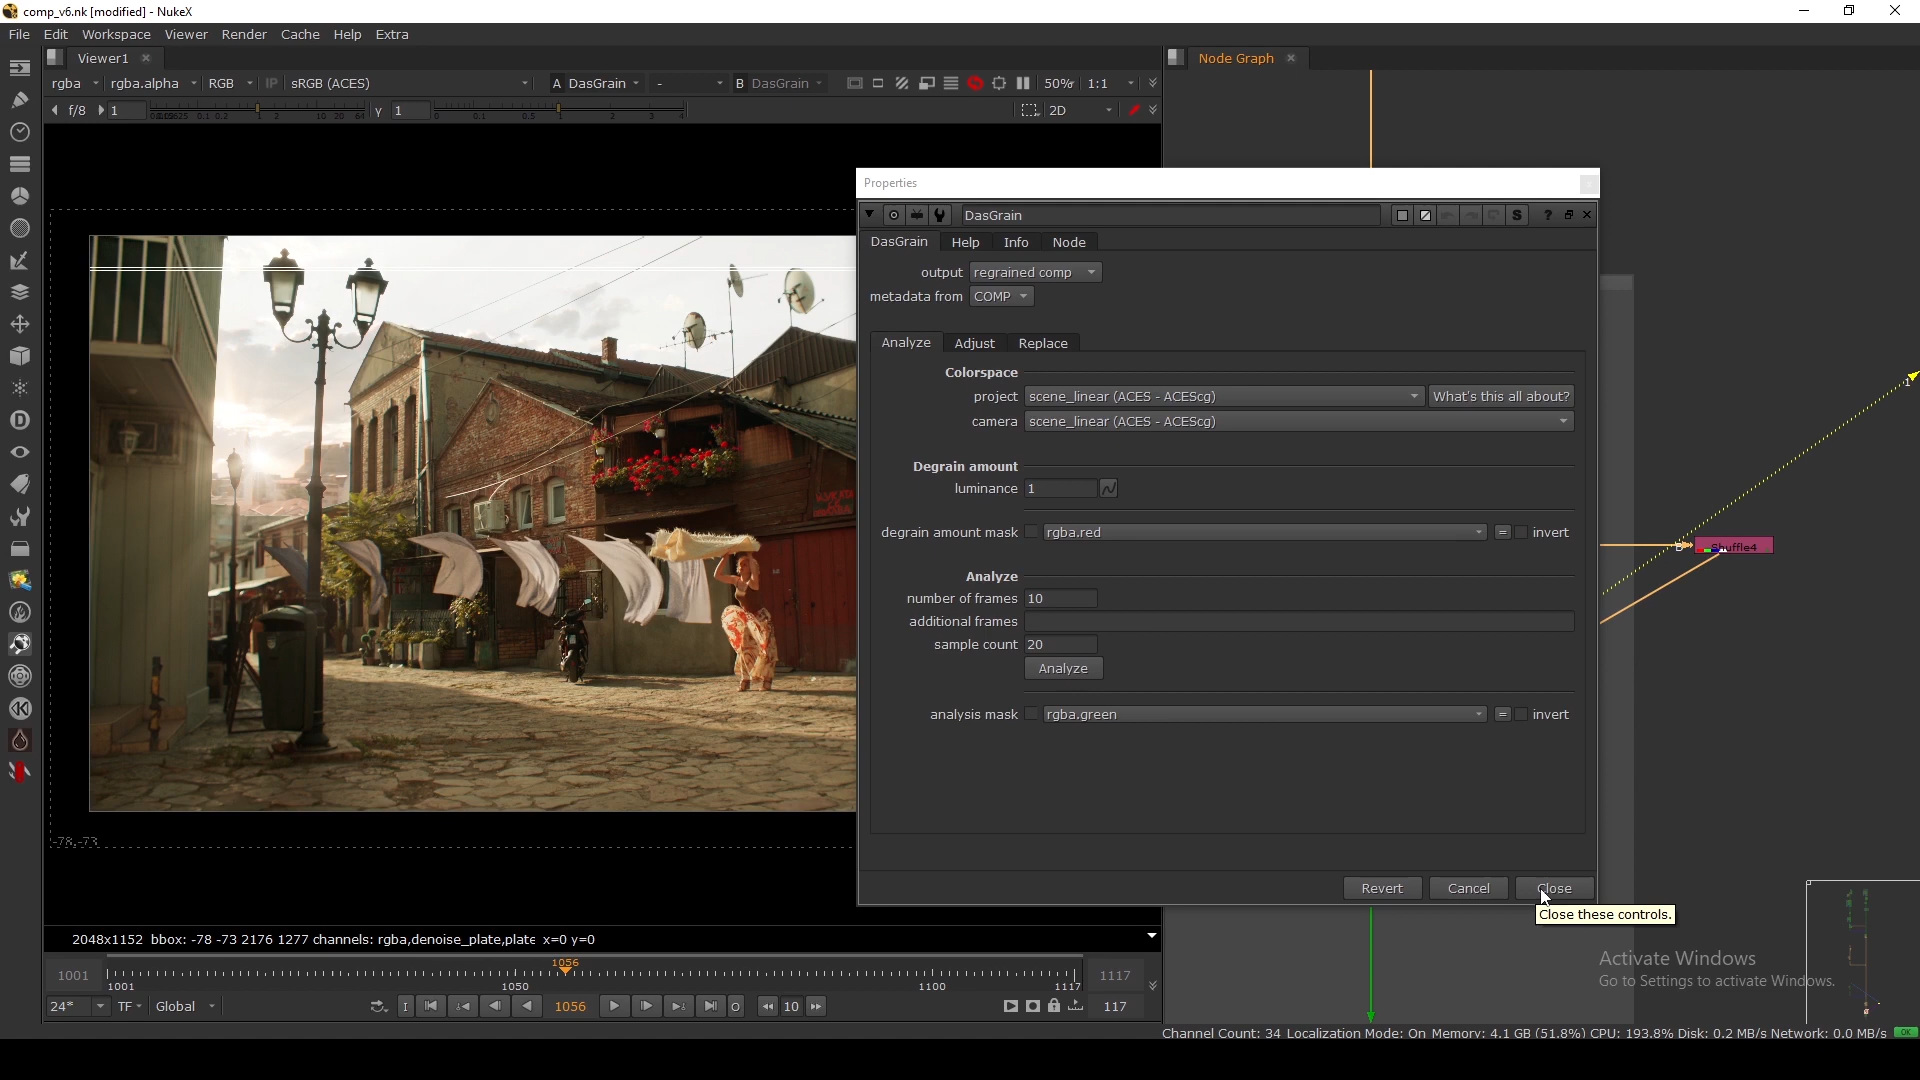 comp_v6.nk [modified] - NukeX
File Edit Workspace Viewer Render Cache Help Extra
Viewer1
Node Graph
rgba rgba.alpha RGB IP sRGB (ACES) A DasGrain - B DasGrain 50% 1:1
f/8 1 γ 1 2D
Properties
DasGrain
DasGrain Help Info Node
output regrained comp
metadata from COMP
Analyze Adjust Replace
Colorspace
project scene_linear (ACES - ACEScg) What's this all about?
camera scene_linear (ACES - ACEScg)
Degrain amount
luminance 1
degrain amount mask rgba.red = invert
Shuffle4
Analyze
number of frames 10
additional frames
sample count 20
Analyze
analysis mask rgba.green = invert
-78,-73
Revert Cancel Close
Close these controls.
2048x1152 bbox: -78 -73 2176 1277 channels: rgba,denoise_plate,plate x=0 y=0
Activate Windows
Go to Settings to activate Windows.
1056
1001 1117
1001 1050 1100 1117
24* TF Global I 1056 O 10 117
Channel Count: 34 Localization Mode: On Memory: 4.1 GB (51.8%) CPU: 193.8% Disk: 0.2 MB/s Network: 0.0 MB/s OK